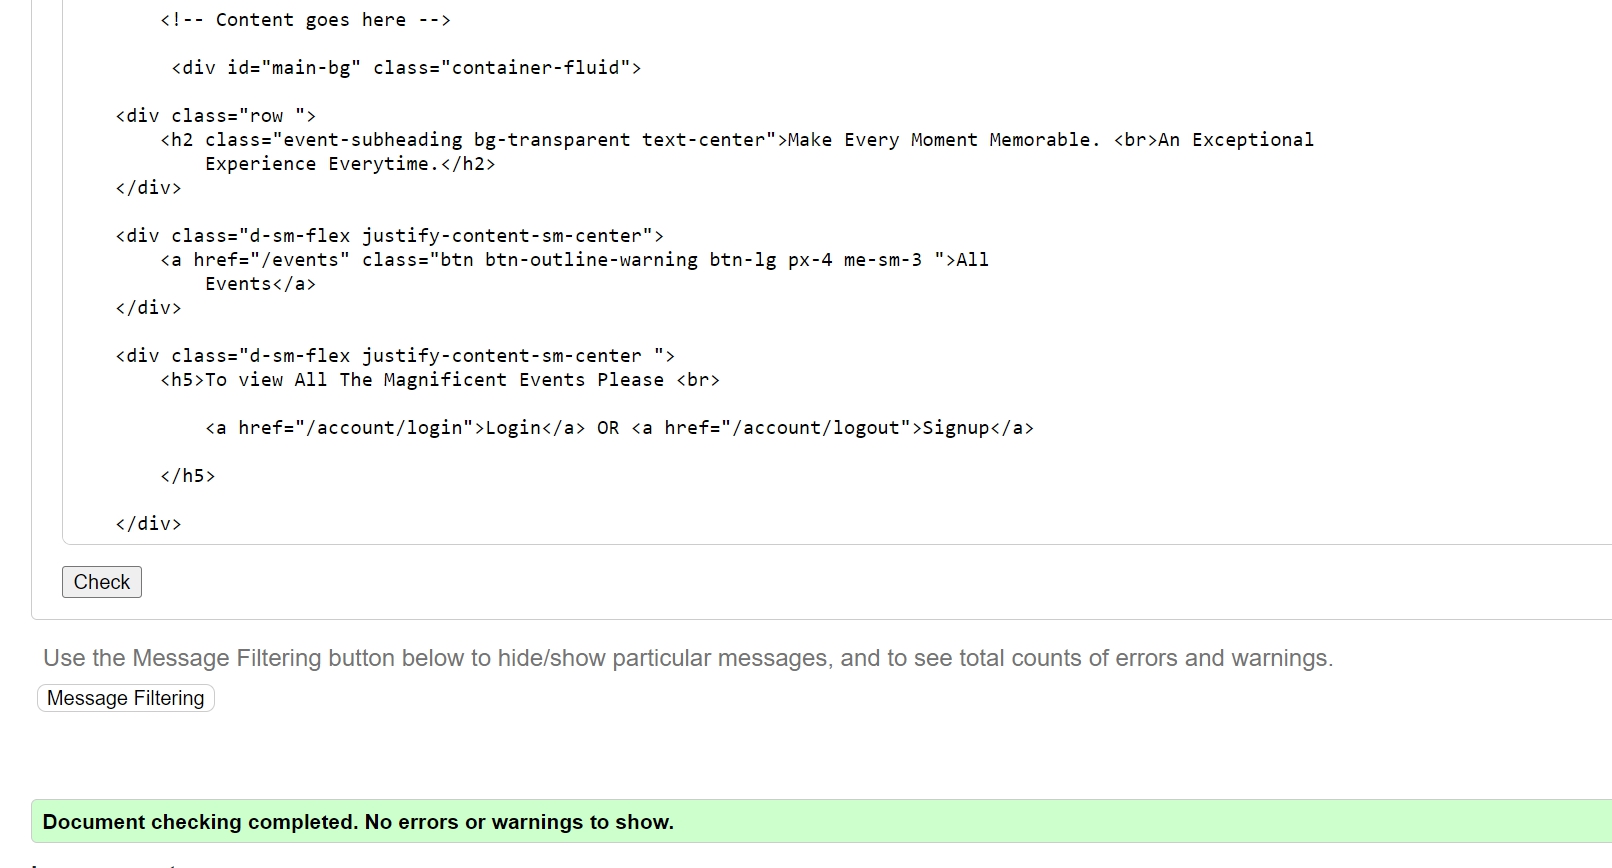 <!-- Content goes here -->
<div id="main-bg" class="container-fluid">
<div class="row ">
<h2 class="event-subheading bg-transparent text-center">Make Every Moment Memorable. <br>An Exceptional
Experience Everytime.</h2>
</div>
<div class="d-sm-flex justify-content-sm-center">
<a href="/events" class="btn btn-outline-warning btn-lg px-4 me-sm-3 ">All
Events</a>
</div>
<div class="d-sm-flex justify-content-sm-center ">
<h5>To view All The Magnificent Events Please <br>
<a href="/account/login">Login</a> OR <a href="/account/logout">Signup</a>
</h5>
</div>
Check
Use the Message Filtering button below to hide/show particular messages, and to see total counts of errors and warnings.
Message Filtering
Document checking completed. No errors or warnings to show.